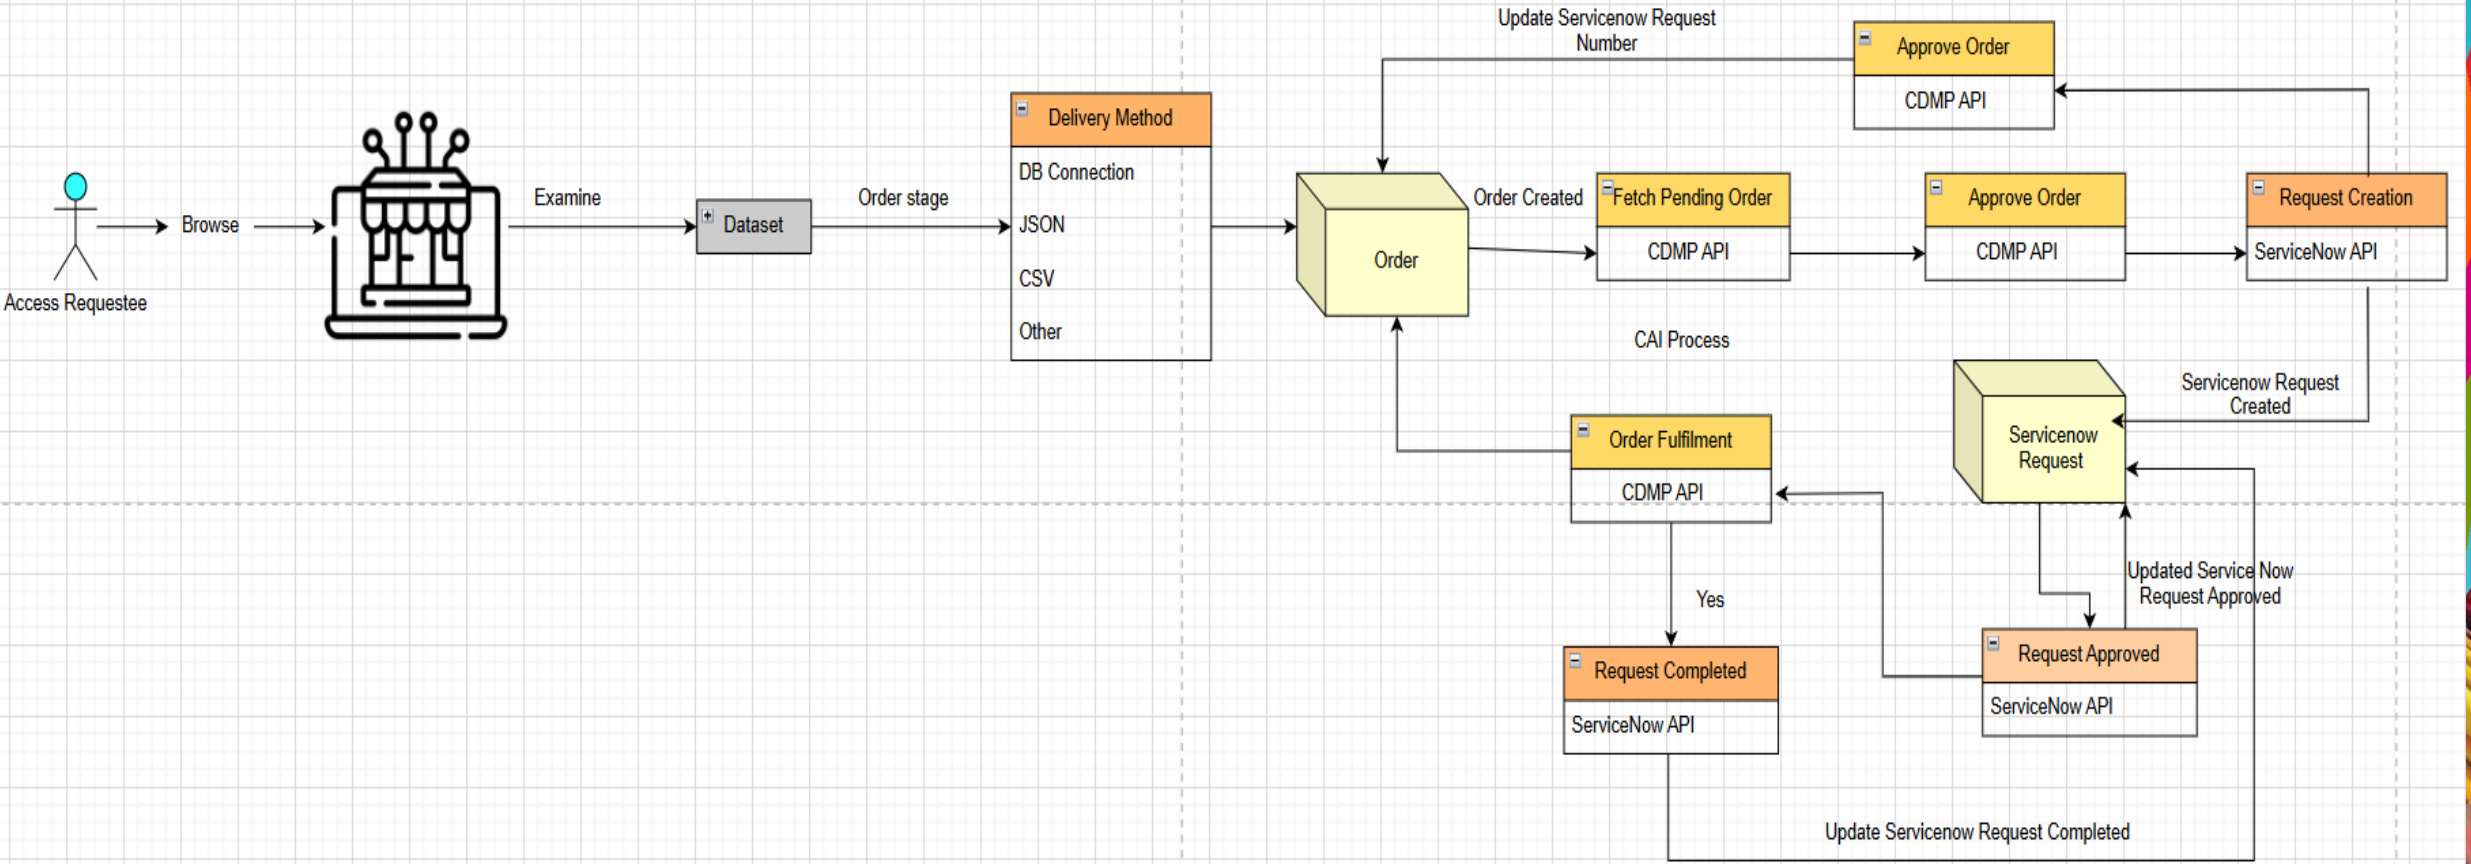 Update Servicenow Request
Number
Approve Order
CDMP API
Delivery Method
DB Connection
JSON
CSV
Other
Access Requestee
Browse
Examine
Dataset
Order stage
Order
Order Created
Fetch Pending Order
CDMP API
Approve Order
CDMP API
Request Creation
ServiceNow API
CAI Process
Servicenow Request
Created
Servicenow
Request
Order Fulfilment
CDMP API
Yes
Updated Service Now
Request Approved
Request Approved
ServiceNow API
Request Completed
ServiceNow API
Update Servicenow Request Completed